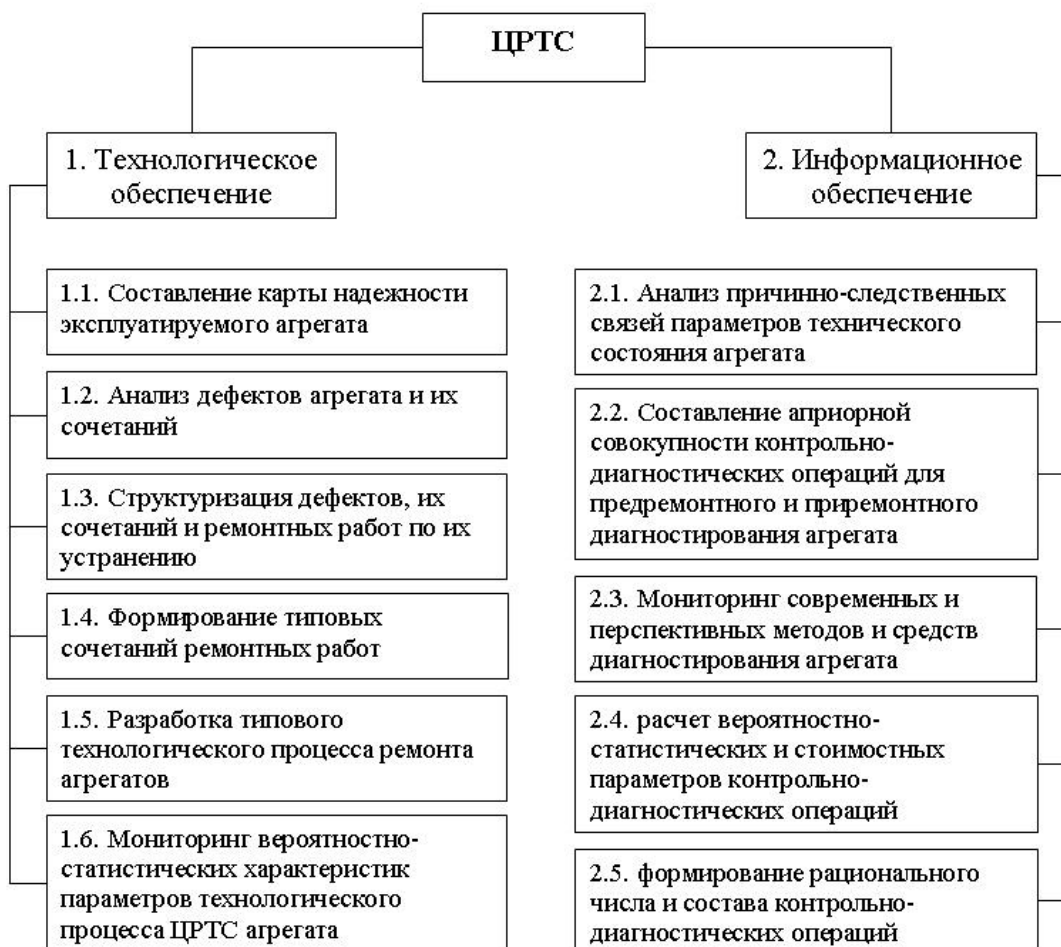 ЦРТС
1. Технологическое
обеспечение
1.1. Составление карты надежности
эксплуатируемого агрегата
1.2. Анализ дефектов агрегата и их
сочетаний
1.3. Структуризация дефектов, их
сочетаний и ремонтных работ по их
устранению
1.4. Формирование типовых
сочетаний ремонтных работ
1.5. Разработка типового
технологического процесса ремонта
агрегатов
1.6. Мониторинг вероятностно-
статистических характеристик
параметров технологического
процесса ЦРТС агрегата
2. Информационное
обеспечение
2.1. Анализ причинно-следственных
связей параметров технического
состояния агрегата
2.2. Составление априорной
совокупности контрольно-
диагностических операций для
предремонтного и приремонтного
диагностирования агрегата
2.3. Мониторинг современных и
перспективных методов и средств
диагностирования агрегата
2.4. расчет вероятностно-
статистических и стоимостных
параметров контрольно-
диагностических операций
2.5. формирование рационального
числа и состава контрольно-
диагностических операций